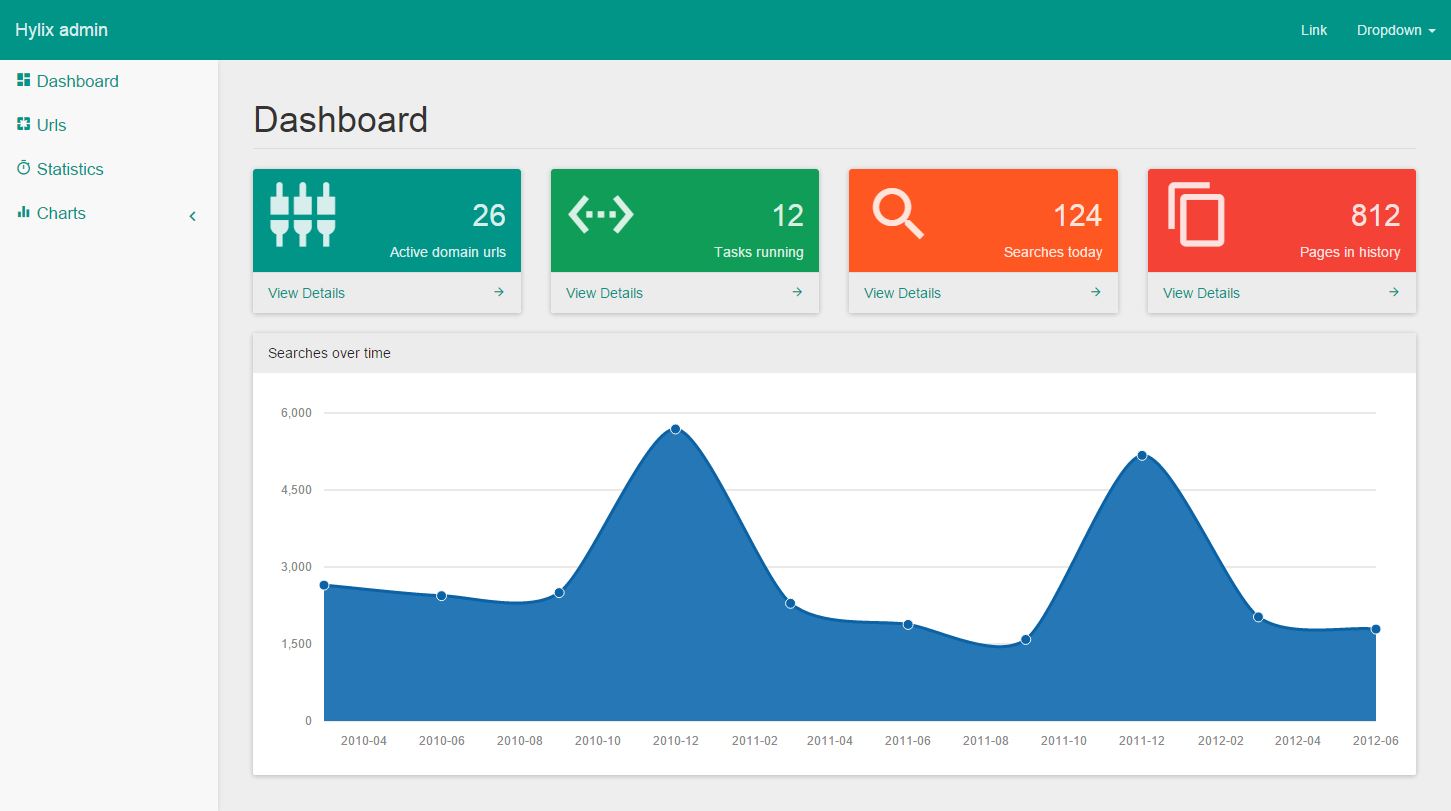 Hylix admin
Link
Dropdown
Dashboard
Urls
Statistics
Charts
Dashboard
26
Active domain urls
View Details
12
Tasks running
View Details
124
Searches today
View Details
812
Pages in history
View Details
Searches over time
6,000
4,500
3,000
1,500
0
2010-04 2010-06 2010-08 2010-10 2010-12 2011-02 2011-04 2011-06 2011-08 2011-10 2011-12 2012-02 2012-04 2012-06